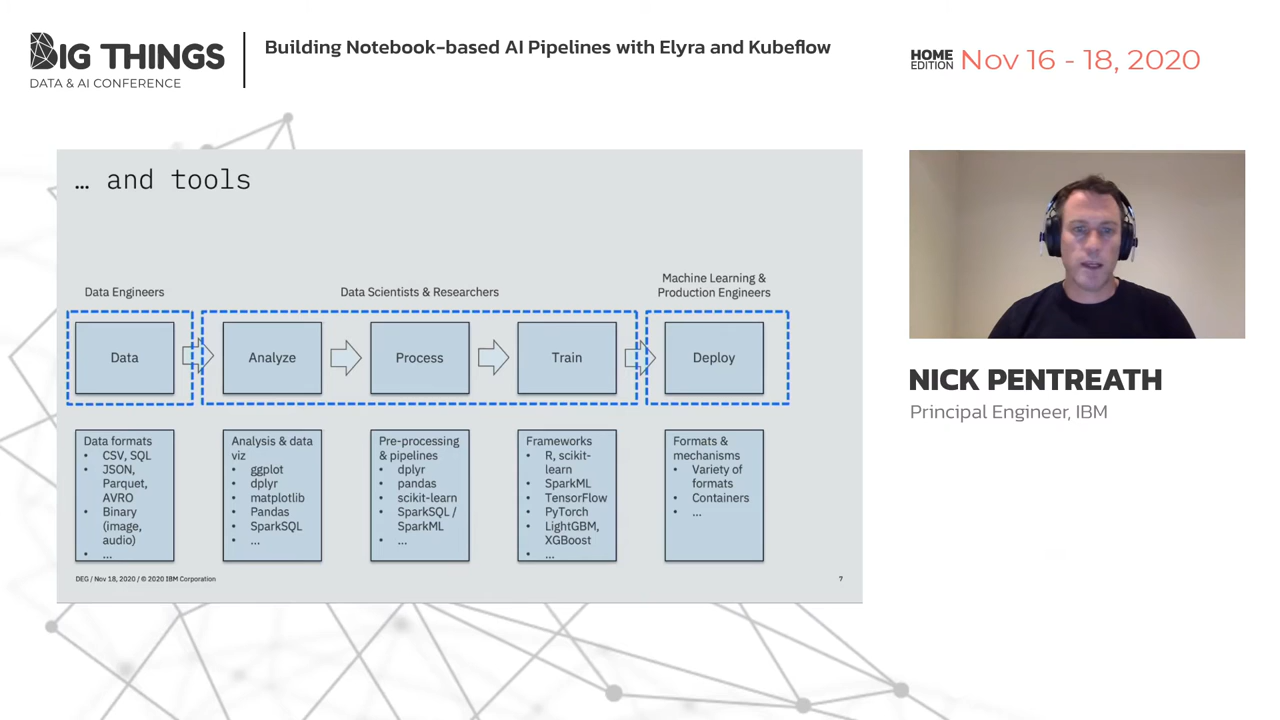 BIG THINGS
DATA & AI CONFERENCE
Building Notebook-based AI Pipelines with Elyra and Kubeflow
HOME
EDITION
Nov 16 - 18, 2020
… and tools
Data Engineers
Data Scientists & Researchers
Machine Learning &
Production Engineers
Data
Analyze
Process
Train
Deploy
Data formats
• CSV, SQL
• JSON,
Parquet,
AVRO
• Binary
(image,
audio)
• …
Analysis & data
viz
• ggplot
• dplyr
• matplotlib
• Pandas
• SparkSQL
• …
Pre-processing
& pipelines
• dplyr
• pandas
• scikit-learn
• SparkSQL /
SparkML
• …
Frameworks
• R, scikit-
learn
• SparkML
• TensorFlow
• PyTorch
• LightGBM,
XGBoost
• …
Formats &
mechanisms
• Variety of
formats
• Containers
• …
DEG / Nov 18, 2020 / © 2020 IBM Corporation
7
NICK PENTREATH
Principal Engineer, IBM